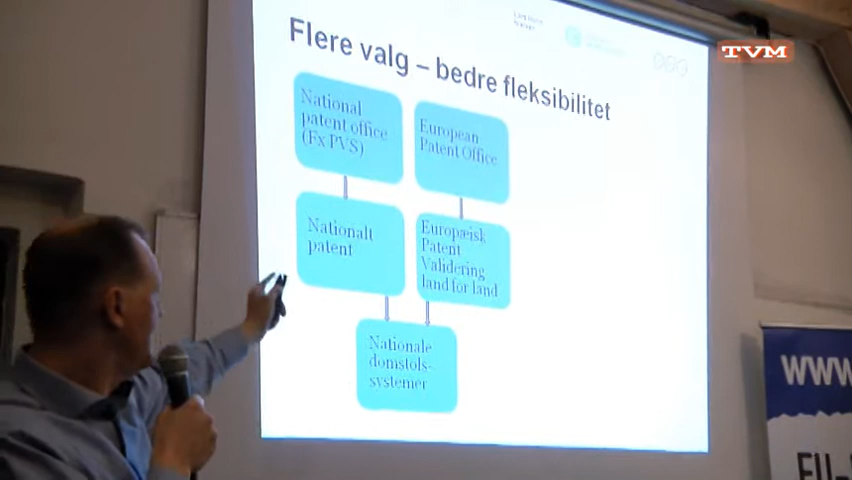 TVM
Flere valg – bedre fleksibilitet
National
patent office
(Fx PVS)
European
Patent Office
Nationalt
patent
Europæisk
Patent
Validering
land for land
Nationale
domstols-
systemer
www
EU-